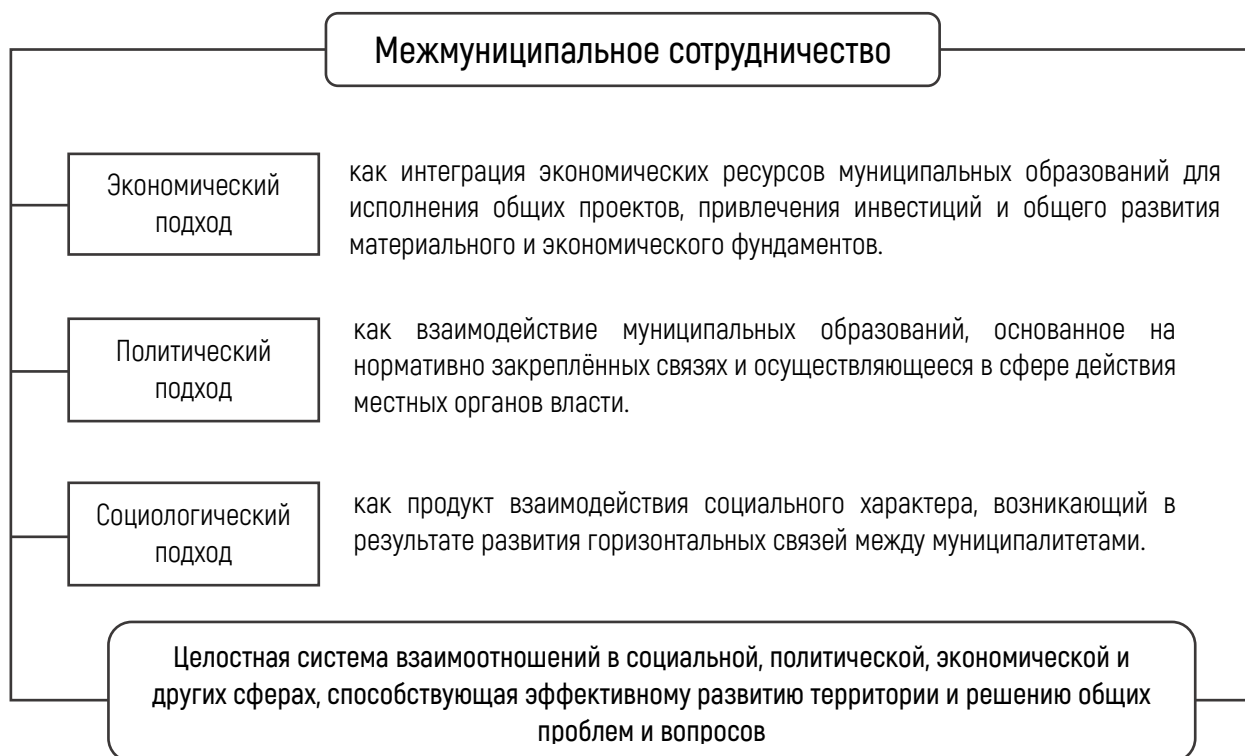 Межмуниципальное сотрудничество
Экономический
подход
как интеграция экономических ресурсов муниципальных образований для
исполнения общих проектов, привлечения инвестиций и общего развития
материального и экономического фундаментов.
Политический
подход
как взаимодействие муниципальных образований, основанное на
нормативно закреплённых связях и осуществляющееся в сфере действия
местных органов власти.
Социологический
подход
как продукт взаимодействия социального характера, возникающий в
результате развития горизонтальных связей между муниципалитетами.
Целостная система взаимоотношений в социальной, политической, экономической и
других сферах, способствующая эффективному развитию территории и решению общих
проблем и вопросов